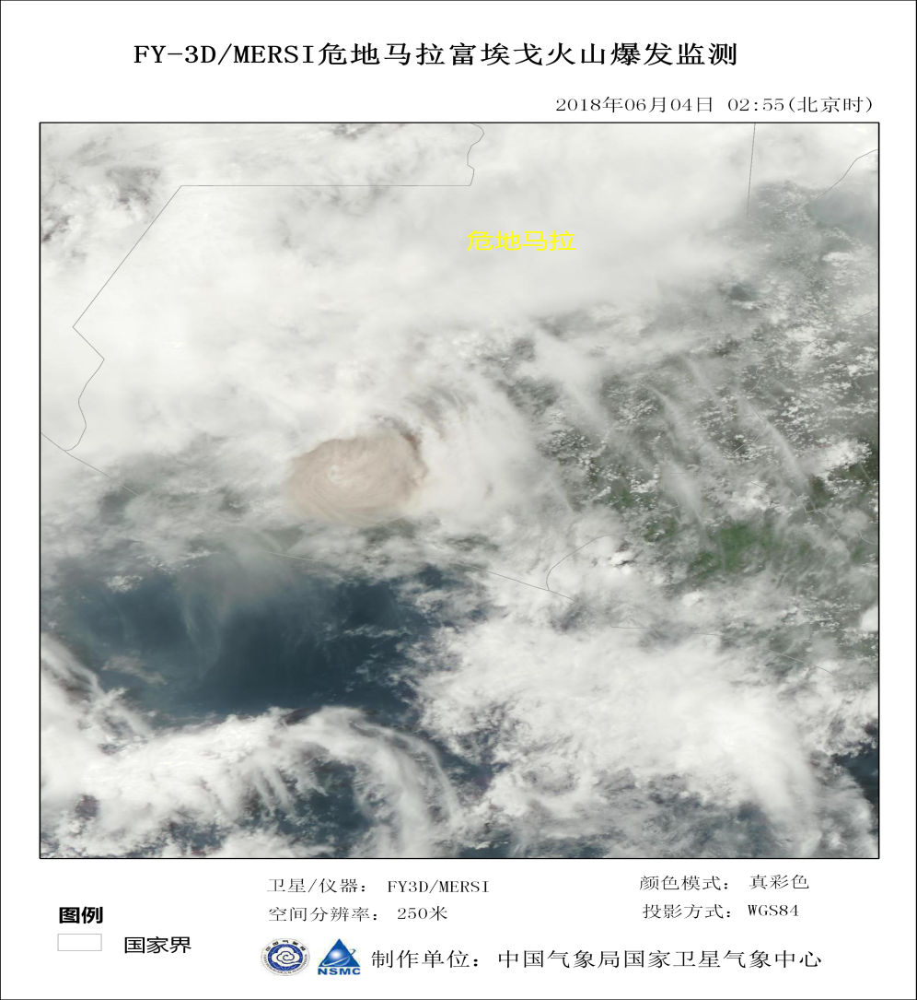 FY-3D/MERSI危地马拉富埃戈火山爆发监测
2018年06月04日 02:55(北京时)
危地马拉
卫星/仪器: FY3D/MERSI
颜色模式: 真彩色
空间分辨率: 250米
投影方式: WGS84
图例
国家界
NSMC
制作单位: 中国气象局国家卫星气象中心